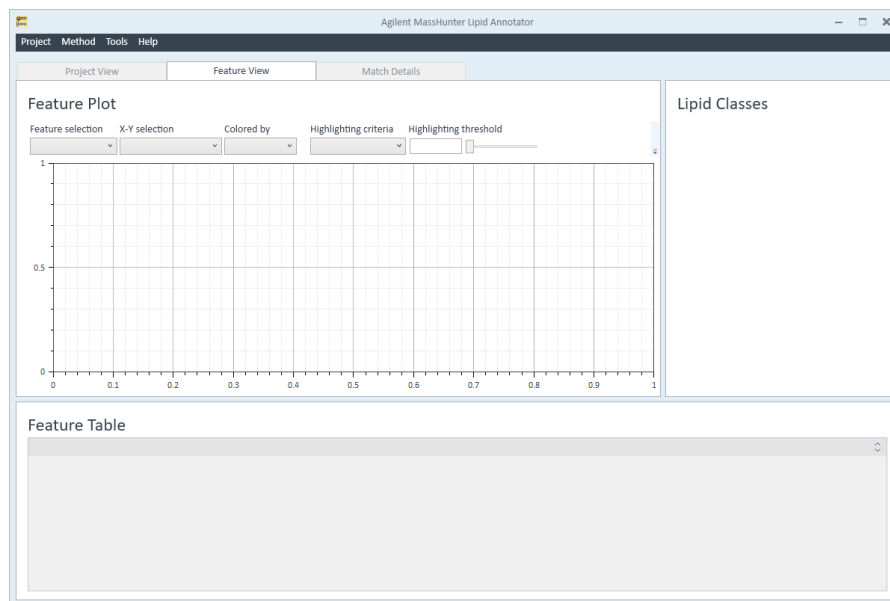 Agilent MassHunter Lipid Annotator
Project Method Tools Help
Project View Feature View Match Details
Feature Plot
Feature selection X-Y selection Colored by Highlighting criteria Highlighting threshold
1
0.5
0
0 0.1 0.2 0.3 0.4 0.5 0.6 0.7 0.8 0.9 1
Lipid Classes
Feature Table